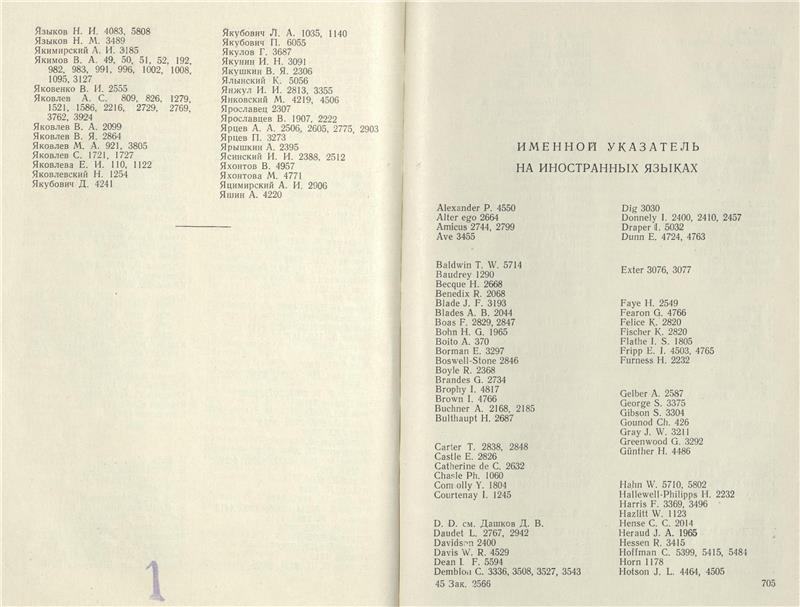 Языков Н. И. 4083, 5808
Языков Н. М. 3489
Якимирский А. И. 3185
Якимов В. А. 49, 50, 51, 52, 192,
982, 983, 991, 996, 1002, 1008,
1095, 3127
Яковенко В. И. 2555
Яковлев А. С. 809, 826, 1279,
1521, 1586, 2216, 2729, 2769,
3762, 3924
Яковлев В. А. 2099
Яковлев В. Я. 2864
Яковлев М. А. 921, 3805
Яковлев С. 1721, 1727
Яковлева Е. И. 110, 1122
Яковлевский Н. 1254
Якубович Д. 4241
Якубович Л. А. 1035, 1140
Якубович П. 6055
Якулов Г. 3687
Якунин И. Н. 3091
Якушкин В. Я. 2306
Ялынский К. 5056
Янжул И. И. 2813, 3355
Янковский М. 4219, 4506
Ярославец 2307
Ярославцев В. 1907, 2222
Ярцев А. А. 2506, 2605, 2775, 2903
Ярцев П. 3273
Ярышкин А. 2395
Ясинский И. И. 2388, 2512
Яхонтов В. 4957
Яхонтова М. 4771
Яцимирский А. И. 2906
Яшин А. 4220
1
ИМЕННОЙ УКАЗАТЕЛЬ
НА ИНОСТРАННЫХ ЯЗЫКАХ
Alexander P. 4550
Alter ego 2664
Amicus 2744, 2799
Ave 3455
Baldwin T. W. 5714
Baudrey 1290
Becque H. 2668
Benedix R. 2068
Blade J. F. 3193
Blades A. B. 2044
Boas F. 2829, 2847
Bohn H. G. 1965
Boito A. 370
Borman E. 3297
Boswell-Stone 2846
Boyle R. 2368
Brandes G. 2734
Brophy I. 4817
Brown I. 4766
Buchner A. 2168, 2185
Bulthaupt H. 2687
Carter T. 2838, 2848
Castle E. 2826
Catherine de C. 2632
Chasle Ph. 1060
Com olly Y. 1804
Courtenay I. 1245
D. D. см. Дашков Д. В.
Daudet L. 2767, 2942
Davidson 2400
Davis W. R. 4529
Dean I. F. 5594
Demblon C. 3336, 3508, 3527, 3543
45 Зак. 2566
Dig 3030
Donnely I. 2400, 2410, 2457
Draper I. 5032
Dunn E. 4724, 4763
Exter 3076, 3077
Faye H. 2549
Fearon G. 4766
Felice K. 2820
Fischer K. 2820
Flathe I. S. 1805
Fripp E. I. 4503, 4765
Furness H. 2232
Gelber A. 2587
George S. 3375
Gibson S. 3304
Gounod Ch. 426
Gray J. W. 3211
Greenwood G. 3292
Günther H. 4486
Hahn W. 5710, 5802
Hallewell-Philipps H. 2232
Harris F. 3369, 3496
Hazlitt W. 1123
Hense C. C. 2014
Heraud J. A. 1965
Hessen R. 3415
Hoffman C. 5399, 5415, 5484
Horn 1178
Hotson J. L. 4464, 4505
705